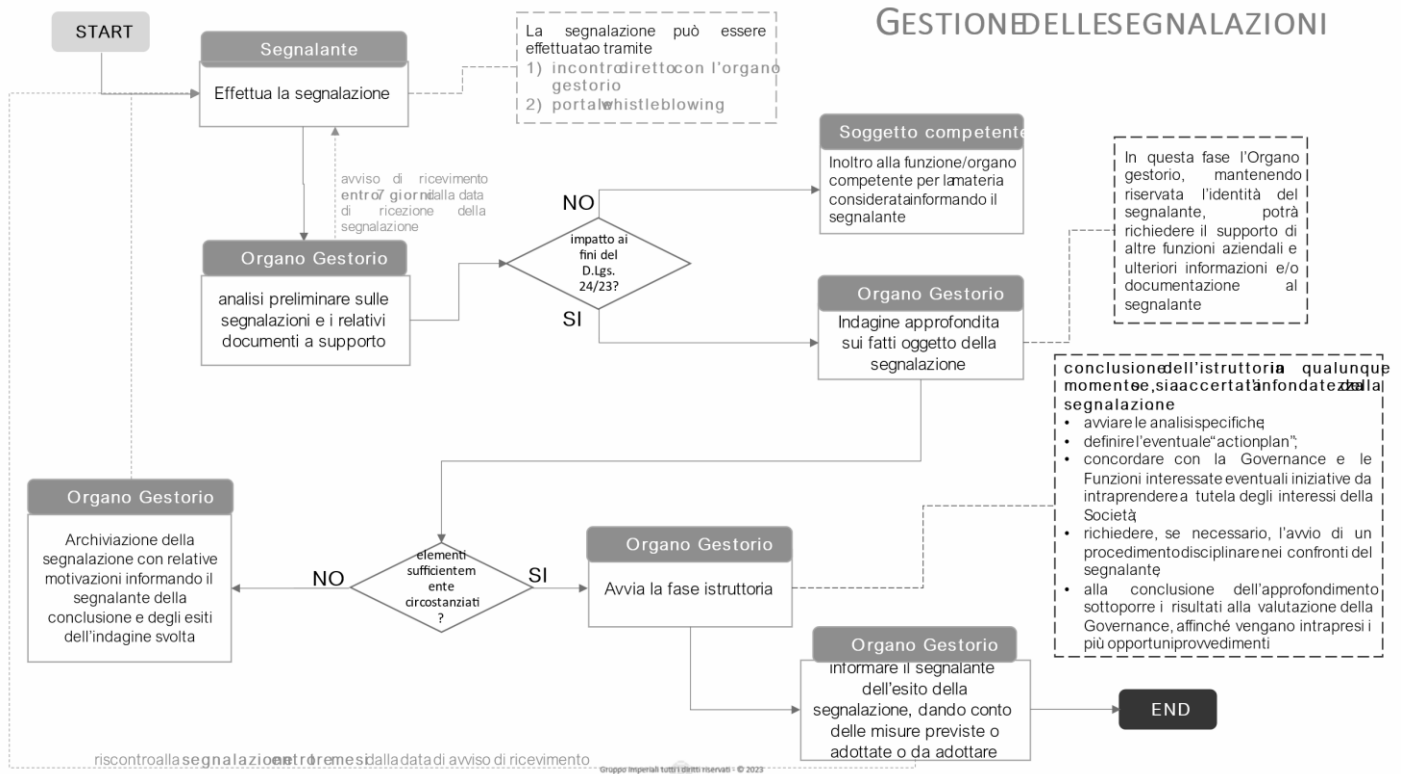 GESTIONE DELLE SEGNALAZIONI
START
Segnalante
Effettua la segnalazione
La segnalazione può essere
effettuatao tramite
1) incontro diretto con l'organo
gestorio
2) portale whistleblowing
avviso di ricevimento
entro 7 giorni dalla data
di ricezione della
segnalazione
Organo Gestorio
analisi preliminare sulle
segnalazioni e i relativi
documenti a supporto
impatto ai
fini del
D.Lgs.
24/23?
NO
SI
Soggetto competente
Inoltro alla funzione/organo
competente per la materia
considerata informando il
segnalante
Organo Gestorio
Indagine approfondita
sui fatti oggetto della
segnalazione
In questa fase l'Organo
gestorio, mantenendo
riservata l'identità del
segnalante, potrà
richiedere il supporto di
altre funzioni aziendali e
ulteriori informazioni e/o
documentazione al
segnalante
elementi
sufficientem
ente
circostanziati
?
NO
SI
Organo Gestorio
Archiviazione della
segnalazione con relative
motivazioni informando il
segnalante della
conclusione e degli esiti
dell'indagine svolta
Organo Gestorio
Avvia la fase istruttoria
conclusione dell'istruttoria in qualunque
momento se, sia accertata l'infondatezza della
segnalazione
• avviare le analisi specifiche;
• definire l'eventuale "action plan";
• concordare con la Governance e le
Funzioni interessate eventuali iniziative da
intraprendere a tutela degli interessi della
Società;
• richiedere, se necessario, l'avvio di un
procedimento disciplinare nei confronti del
segnalante;
• alla conclusione dell'approfondimento
sottoporre i risultati alla valutazione della
Governance, affinché vengano intrapresi i
più opportuni provvedimenti
Organo Gestorio
informare il segnalante
dell'esito della
segnalazione, dando conto
delle misure previste o
adottate o da adottare
END
riscontro alla segnalazione entro tre mesi dalla data di avviso di ricevimento
Gruppo Imperiali tutti i diritti riservati - © 2023